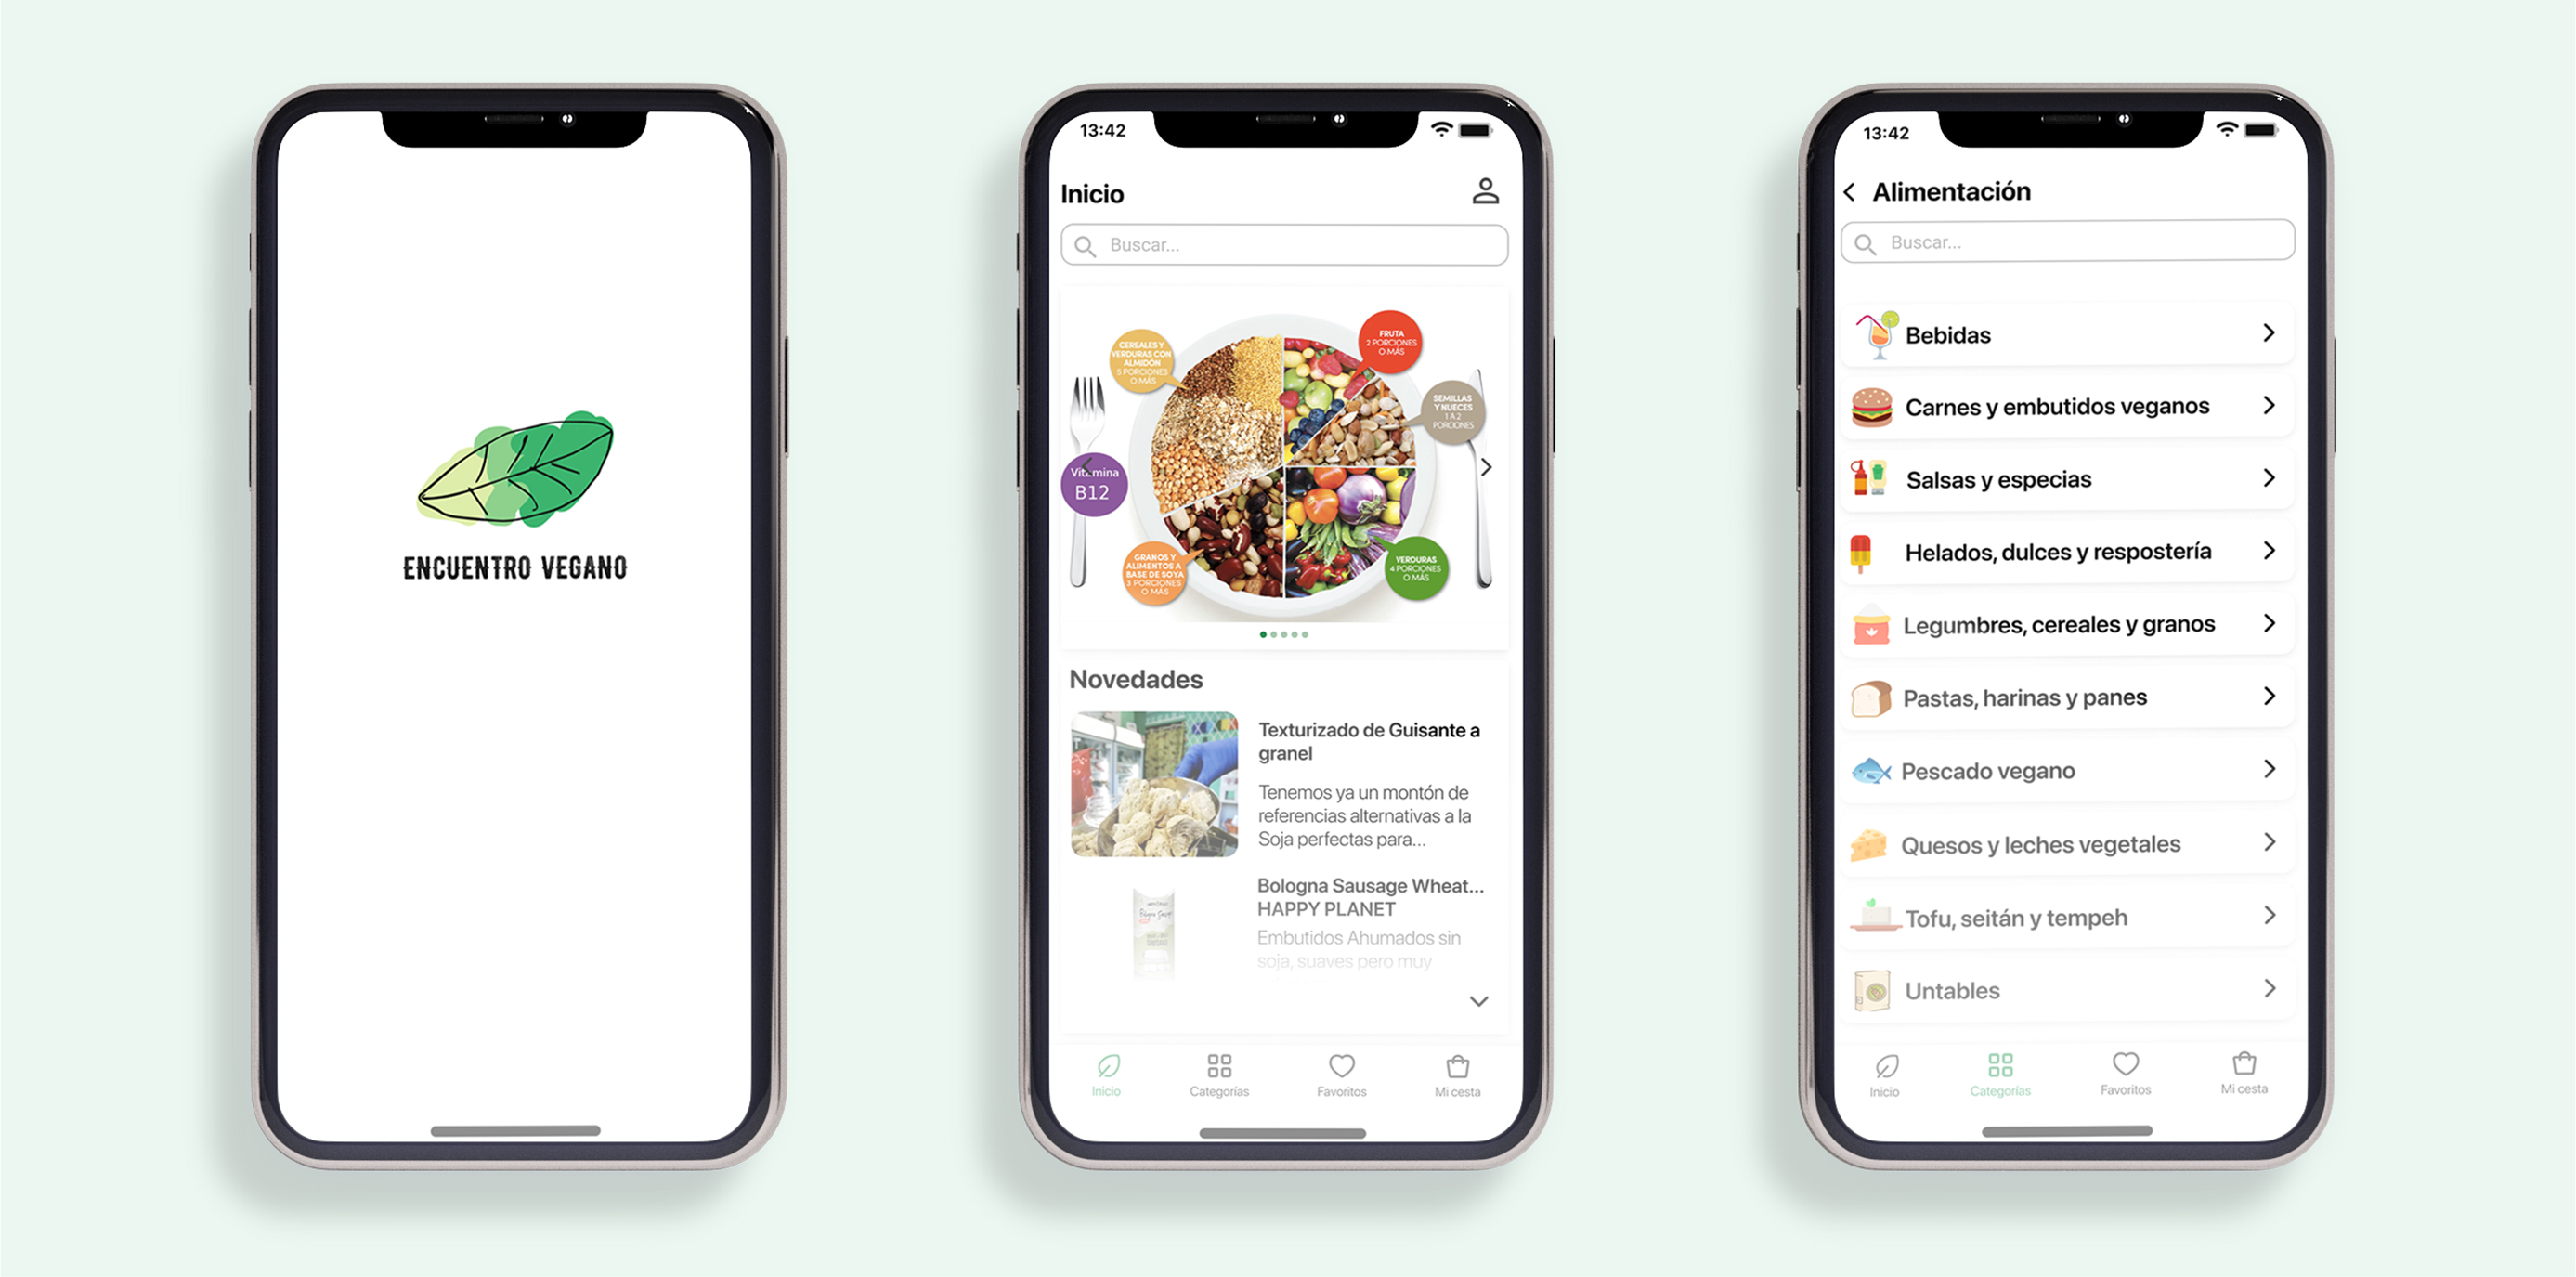 ENCUENTRO VEGANO
13:42
Inicio
Buscar...
CEREALES Y
VERDURAS CON
ALMIDÓN
5 PORCIONES
O MÁS
FRUTA
2 PORCIONES
O MÁS
SEMILLAS
Y NUECES
1 A 2
PORCIONES
Vitamina
B12
GRANOS Y
ALIMENTOS A
BASE DE SOYA
3 PORCIONES
O MÁS
VERDURAS
4 PORCIONES
O MÁS
Novedades
Texturizado de Guisante a
granel
Tenemos ya un montón de
referencias alternativas a la
Soja perfectas para...
Bologna Sausage Wheat...
HAPPY PLANET
Embutidos Ahumados sin
soja, suaves pero muy
Inicio
Categorías
Favoritos
Mi cesta
13:42
Alimentación
Buscar...
Bebidas
Carnes y embutidos veganos
Salsas y especias
Helados, dulces y respostería
Legumbres, cereales y granos
Pastas, harinas y panes
Pescado vegano
Quesos y leches vegetales
Tofu, seitán y tempeh
Untables
Inicio
Categorías
Favoritos
Mi cesta